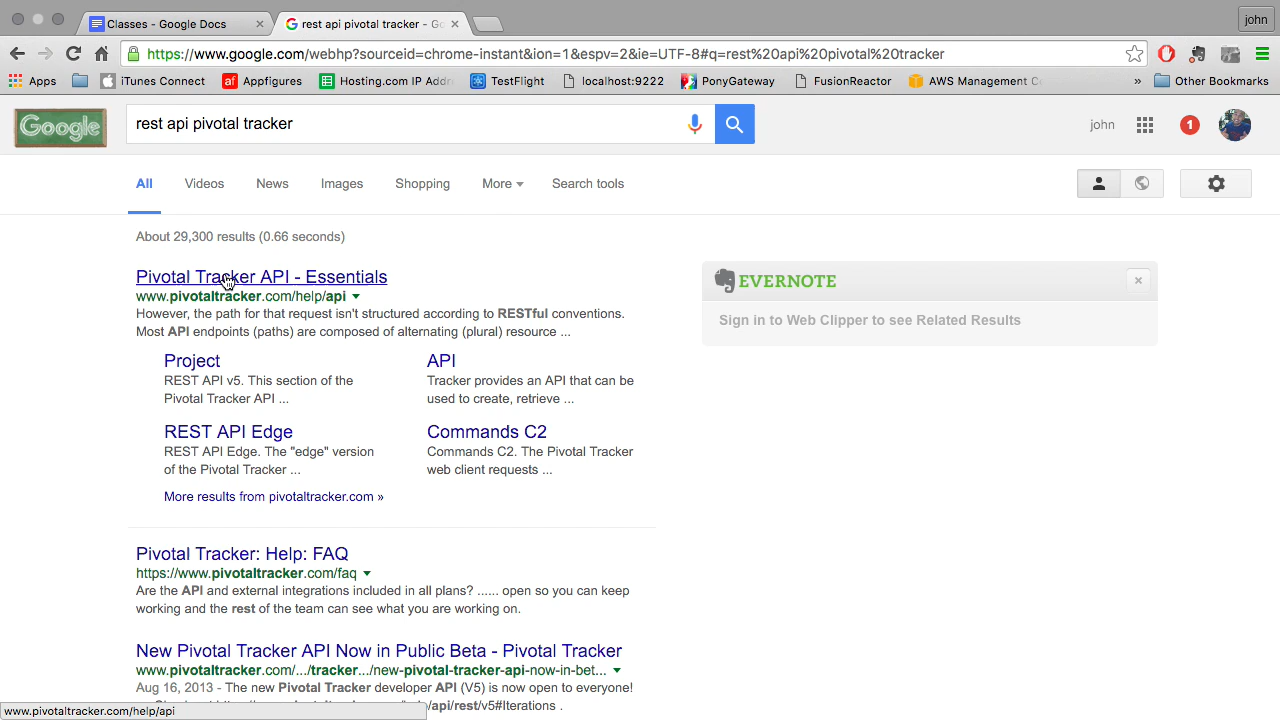 Classes - Google Docs
rest api pivotal tracker - Go
john
https://www.google.com/webhp?sourceid=chrome-instant&ion=1&espv=2&ie=UTF-8#q=rest%20api%20pivotal%20tracker
Apps
iTunes Connect
af Appfigures
Hosting.com IP Addr
TestFlight
localhost:9222
PonyGateway
FusionReactor
AWS Management Co
»
Other Bookmarks
Google
rest api pivotal tracker
john
1
All
Videos
News
Images
Shopping
More
Search tools
About 29,300 results (0.66 seconds)
Pivotal Tracker API - Essentials
www.pivotaltracker.com/help/api
However, the path for that request isn't structured according to RESTful conventions.
Most API endpoints (paths) are composed of alternating (plural) resource ...
Project
REST API v5. This section of the
Pivotal Tracker API ...
API
Tracker provides an API that can be
used to create, retrieve ...
REST API Edge
REST API Edge. The "edge" version
of the Pivotal Tracker ...
Commands C2
Commands C2. The Pivotal Tracker
web client requests ...
More results from pivotaltracker.com »
EVERNOTE
Sign in to Web Clipper to see Related Results
Pivotal Tracker: Help: FAQ
https://www.pivotaltracker.com/faq
Are the API and external integrations included in all plans? ...... open so you can keep
working and the rest of the team can see what you are working on.
New Pivotal Tracker API Now in Public Beta - Pivotal Tracker
www.pivotaltracker.com/.../tracker.../new-pivotal-tracker-api-now-in-bet...
Aug 16, 2013 - The new Pivotal Tracker developer API (V5) is now open to everyone!
/api/rest/v5#Iterations .
www.pivotaltracker.com/help/api